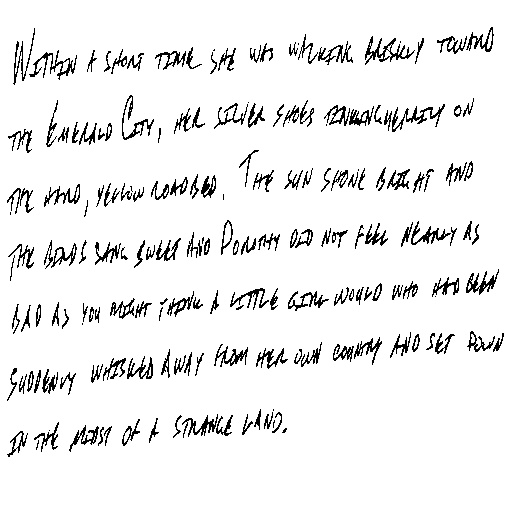 Within a short time she was walking briskly toward
the Emerald City, her silver shoes tinkling merrily on
the hard, yellow roadbed. The sun shone bright and
the birds sang sweet and Dorothy did not feel nearly as
bad as you might think a little girl would who had been
suddenly whisked away from her own country and set down
in the midst of a strange land.